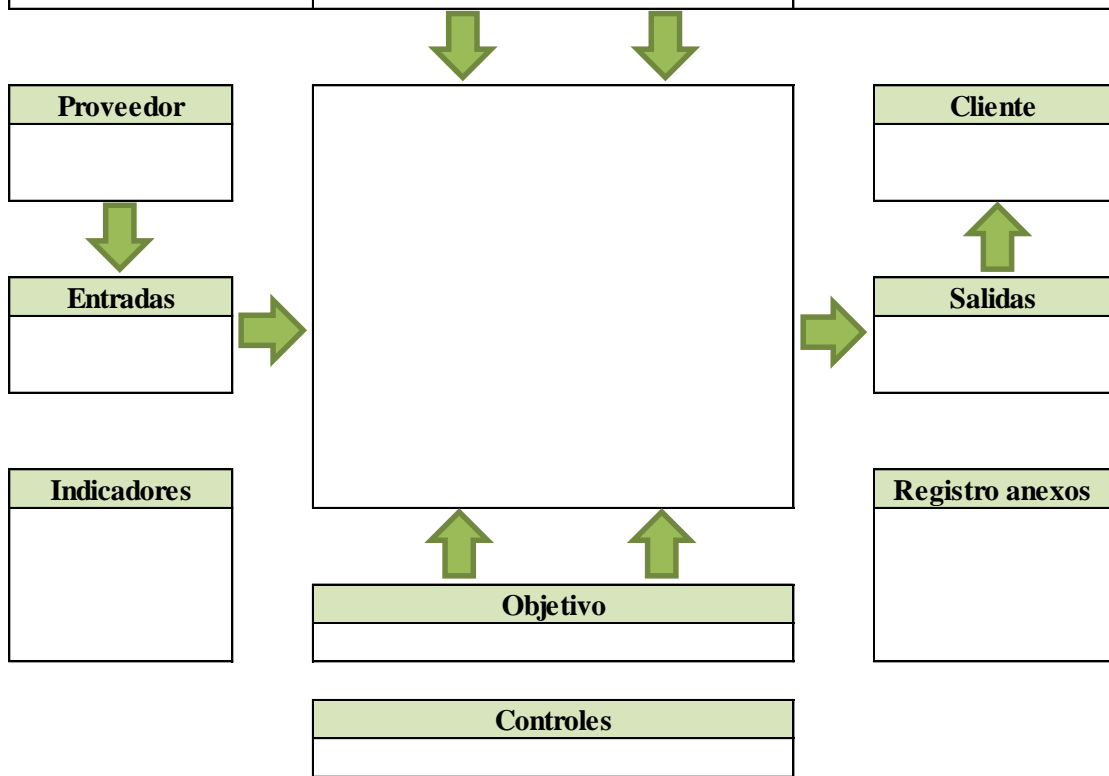 Proveedor
Cliente
Entradas
Salidas
Indicadores
Registro anexos
Objetivo
Controles